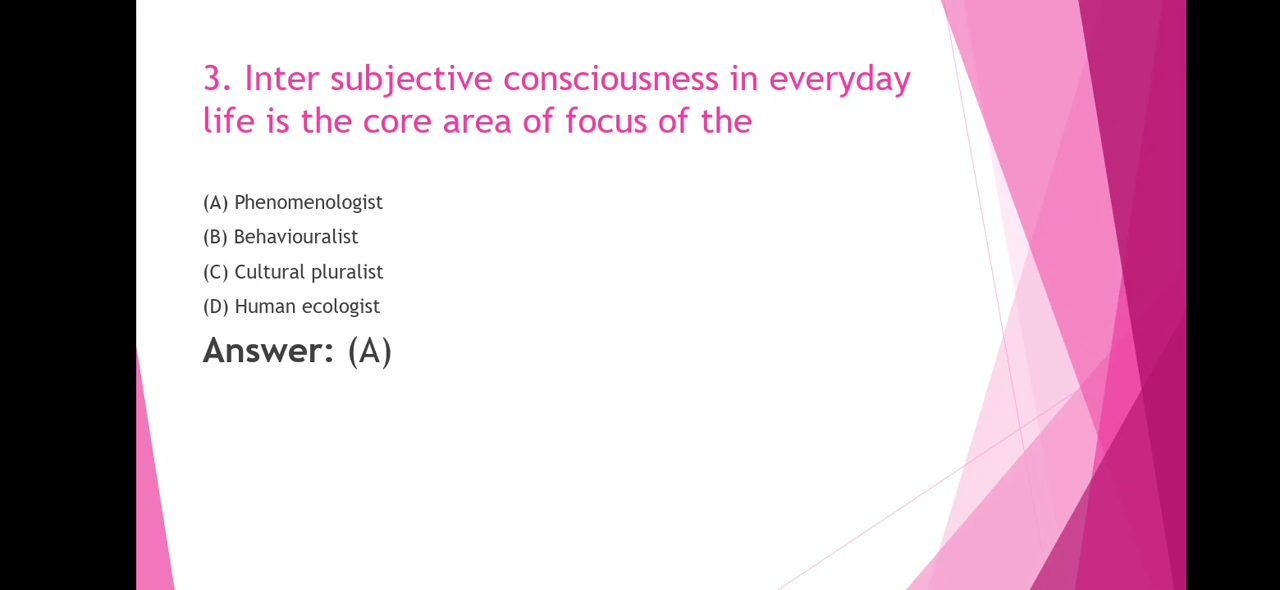 3. Inter subjective consciousness in everyday
life is the core area of focus of the
(A) Phenomenologist
(B) Behaviouralist
(C) Cultural pluralist
(D) Human ecologist
Answer: (A)